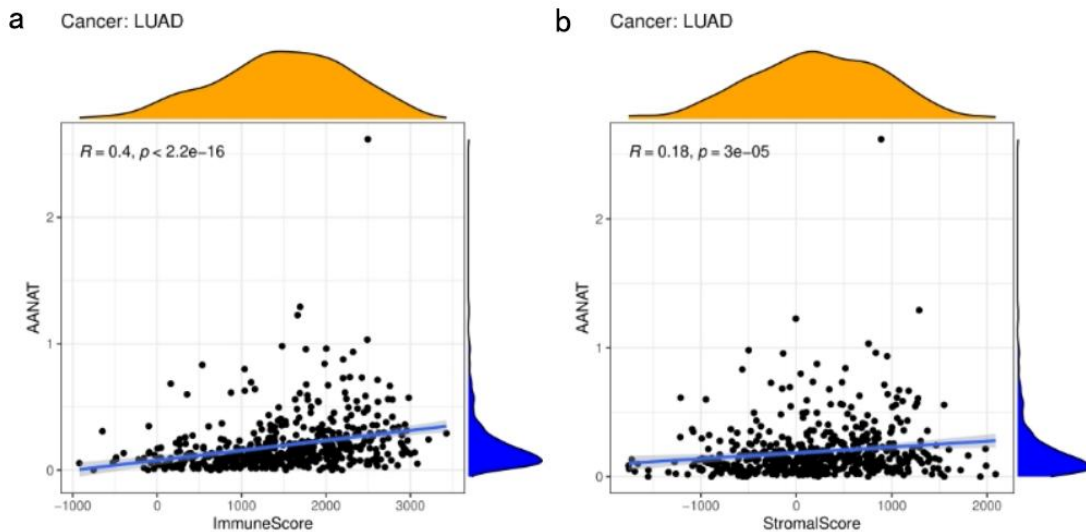 a
Cancer: LUAD
R = 0.4, p < 2.2e−16
AANAT
2
1
0
−1000 0 1000 2000 3000
ImmuneScore
b
Cancer: LUAD
R = 0.18, p = 3e−05
AANAT
2
1
0
−1000 0 1000 2000
StromalScore